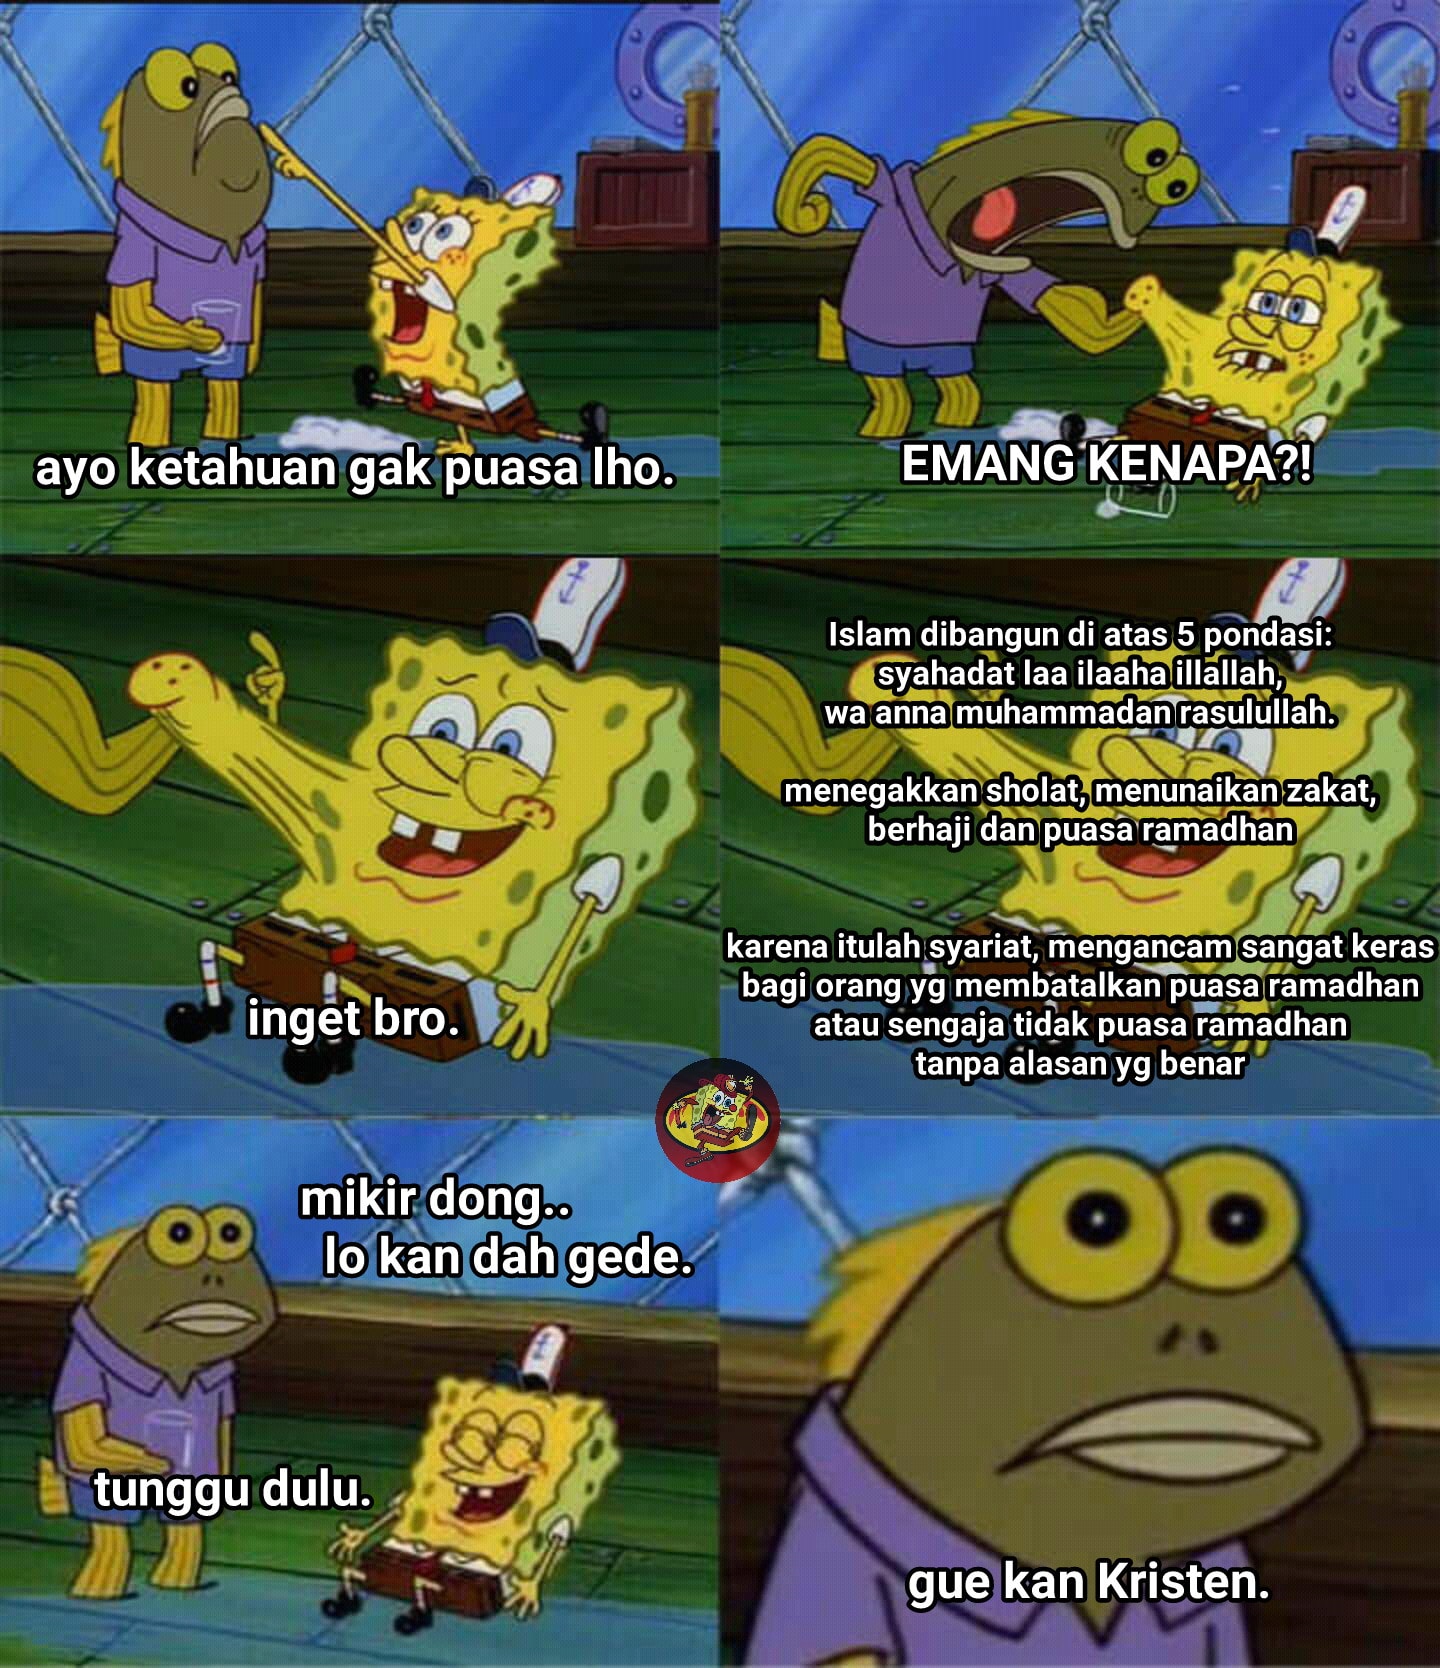 ayo ketahuan gak puasa lho.
EMANG KENAPA?!
inget bro.
Islam dibangun di atas 5 pondasi:
syahadat laa ilaaha illallah,
wa anna muhammadan rasulullah.
menegakkan sholat, menunaikan zakat,
berhaji dan puasa ramadhan
karena itulah syariat, mengancam sangat keras
bagi orang yg membatalkan puasa ramadhan
atau sengaja tidak puasa ramadhan
tanpa alasan yg benar
mikir dong..
lo kan dah gede.
tunggu dulu.
gue kan Kristen.